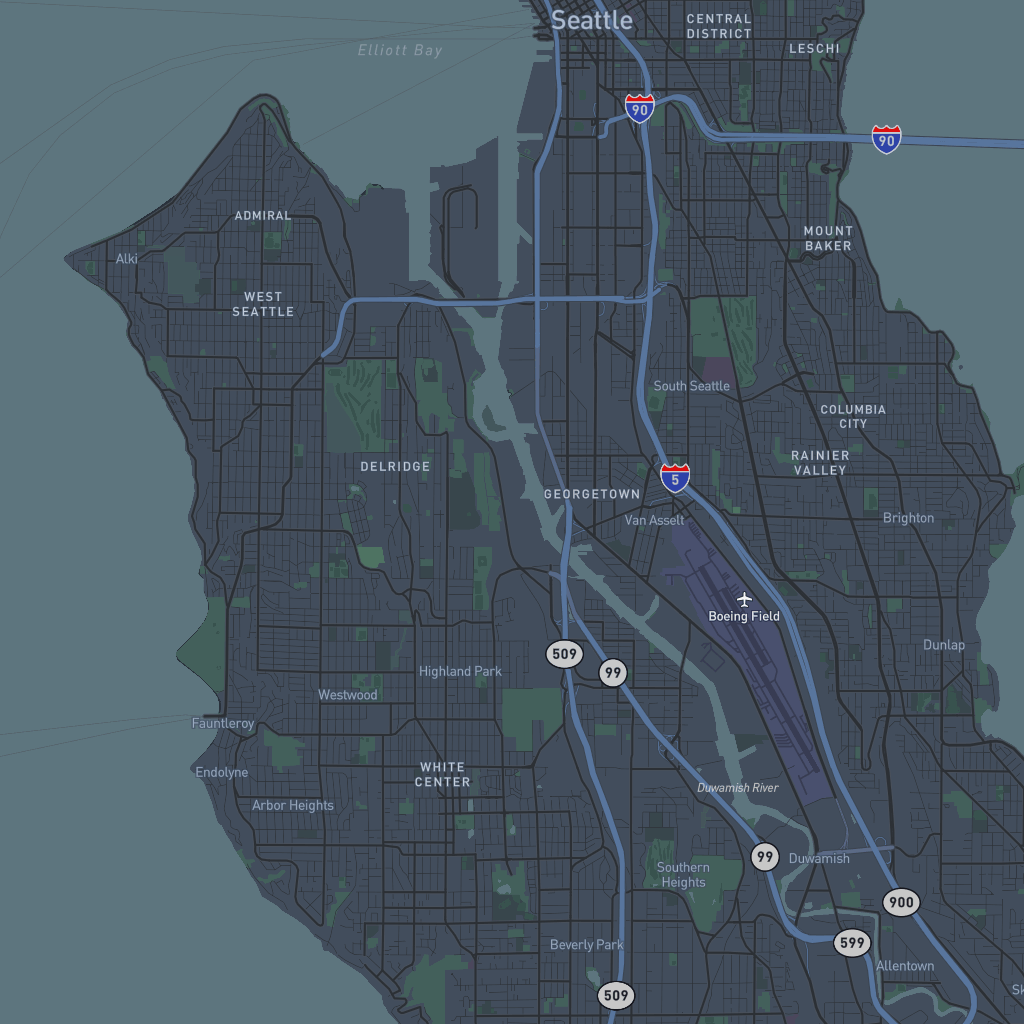 Seattle
CENTRAL
DISTRICT
LESCHI
Elliott Bay
90
90
ADMIRAL
MOUNT
BAKER
Alki
WEST
SEATTLE
South Seattle
COLUMBIA
CITY
RAINIER
VALLEY
DELRIDGE
5
GEORGETOWN
Van Asselt
Brighton
Boeing Field
Dunlap
509
99
Highland Park
Westwood
Fauntleroy
Endolyne
WHITE
CENTER
Duwamish River
Arbor Heights
99
Duwamish
Southern
Heights
900
599
Beverly Park
Allentown
509
Sk